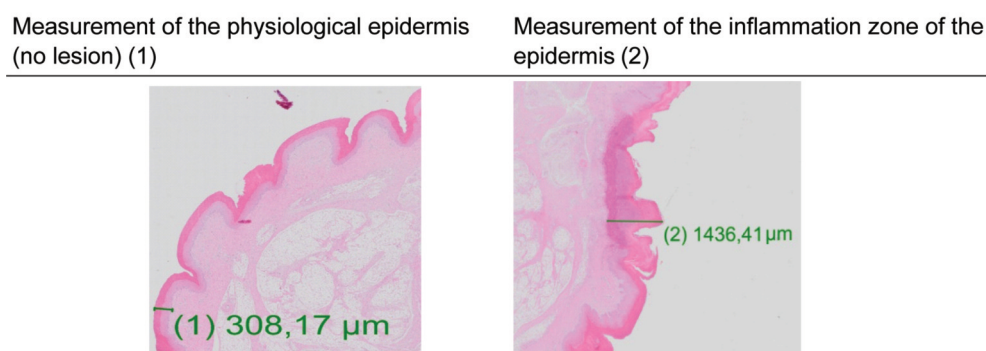 Measurement of the physiological epidermis
(no lesion) (1)
Measurement of the inflammation zone of the
epidermis (2)
(1) 308,17 µm
(2) 1436,41 µm